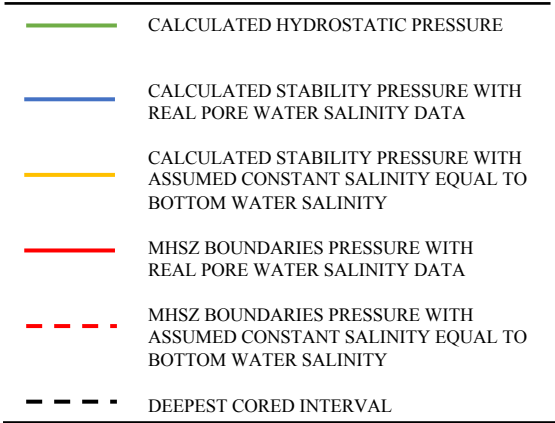 CALCULATED HYDROSTATIC PRESSURE
CALCULATED STABILITY PRESSURE WITH
REAL PORE WATER SALINITY DATA
CALCULATED STABILITY PRESSURE WITH
ASSUMED CONSTANT SALINITY EQUAL TO
BOTTOM WATER SALINITY
MHSZ BOUNDARIES PRESSURE WITH
REAL PORE WATER SALINITY DATA
MHSZ BOUNDARIES PRESSURE WITH
ASSUMED CONSTANT SALINITY EQUAL TO
BOTTOM WATER SALINITY
DEEPEST CORED INTERVAL